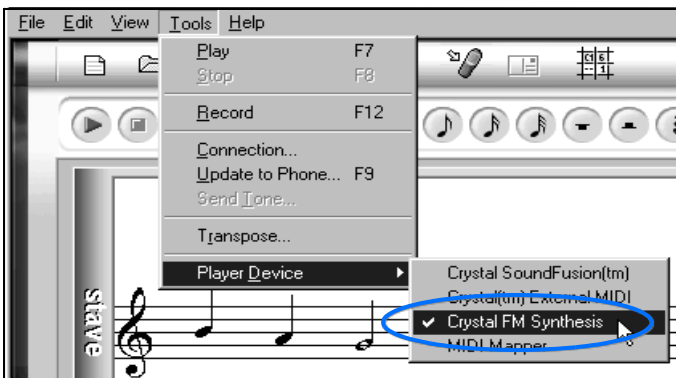 File Edit View Tools Help
Play F7
Stop F8
Record F12
Connection...
Update to Phone... F9
Send Tone...
Transpose...
Player Device
Crystal SoundFusion(tm)
Crystal(tm) External MIDI
Crystal FM Synthesis
MIDI Mapper
stave